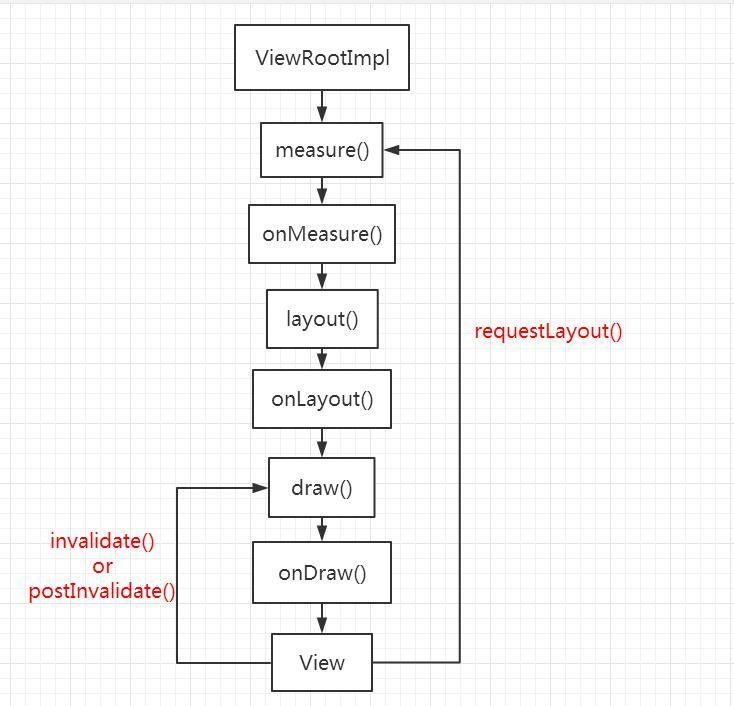 ViewRootImpl
measure()
onMeasure()
layout()
requestLayout()
onLayout()
draw()
invalidate()
or
postInvalidate()
onDraw()
View